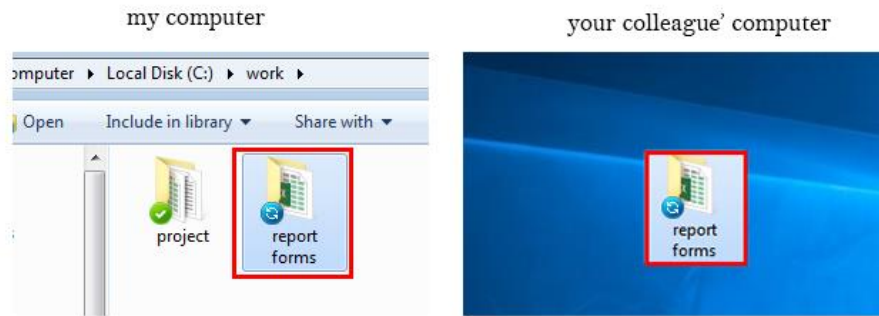 my computer
your colleague' computer
omputer ▸ Local Disk (C:) ▸ work ▸
Open Include in library ▾ Share with ▾
project
report
forms
report
forms